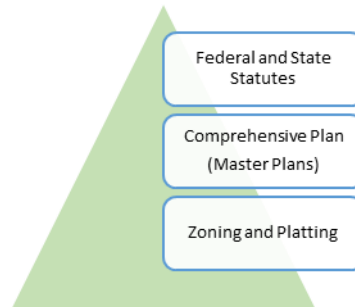 Federal and State
Statutes
Comprehensive Plan
(Master Plans)
Zoning and Platting